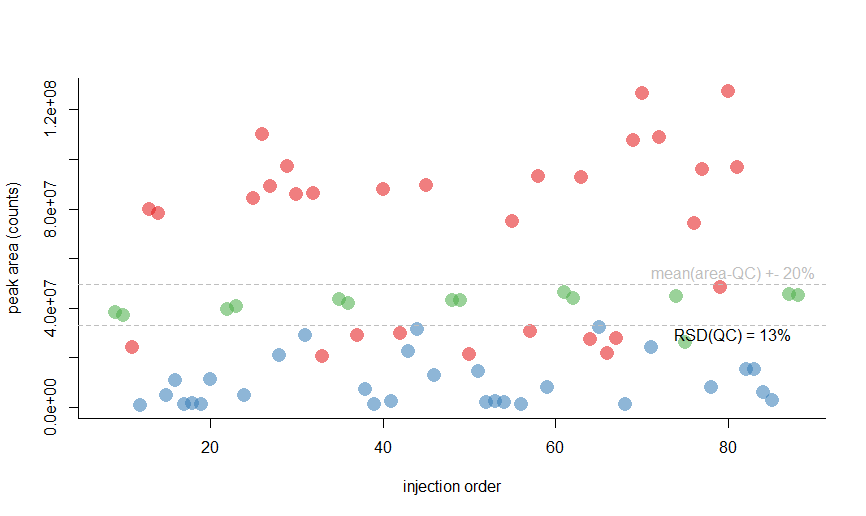 1.2e+08
8.0e+07
4.0e+07
0.0e+00
peak area (counts)
mean(area-QC) +- 20%
RSD(QC) = 13%
20 40 60 80
injection order